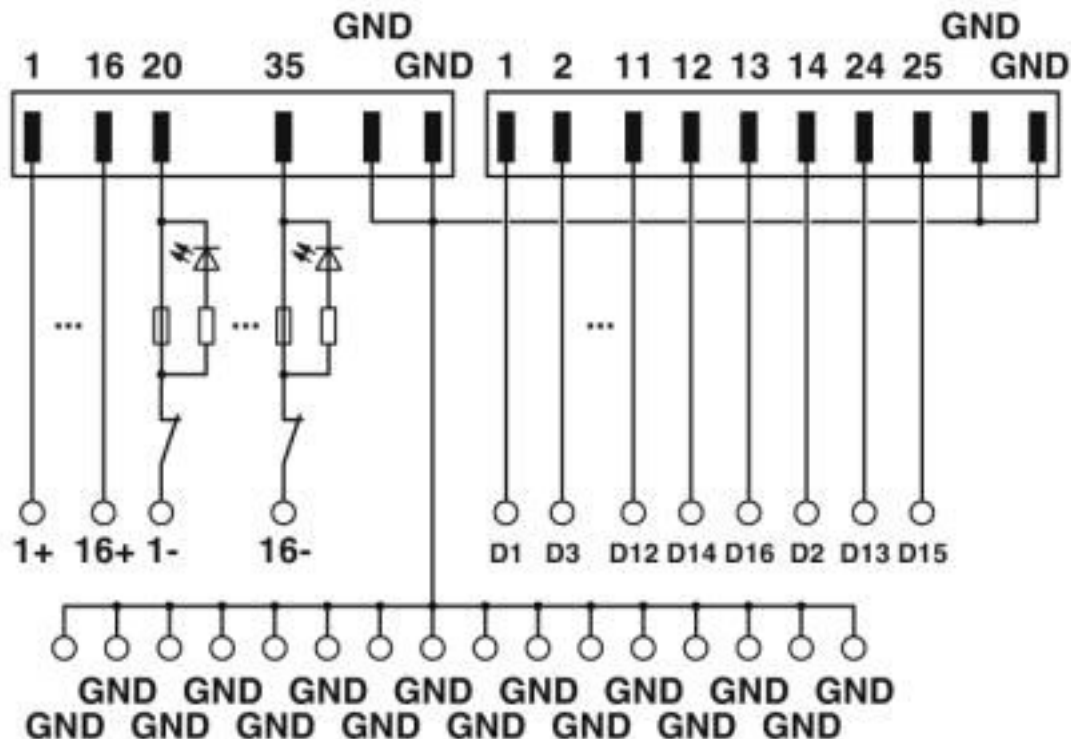 GND GND
1 16 20 35 GND 1 2 11 12 13 14 24 25 GND
... ... ...
1+ 16+ 1- 16- D1 D3 D12 D14 D16 D2 D13 D15
GND GND GND GND GND GND GND GND
GND GND GND GND GND GND GND GND